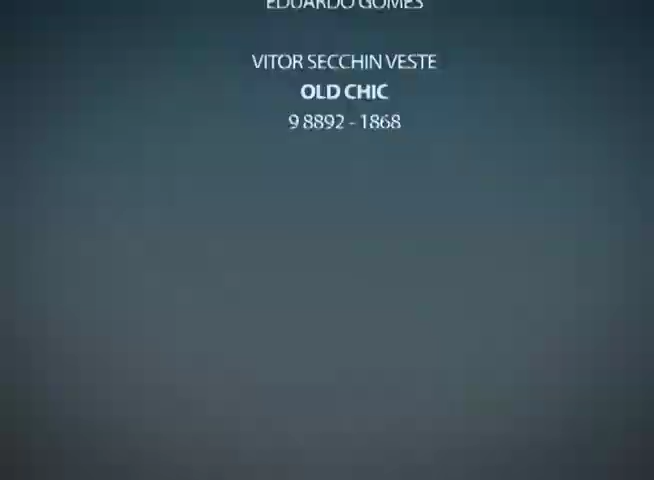 EDUARDO GOMES
VITOR SECCHIN VESTE
OLD CHIC
9 8892 - 1868